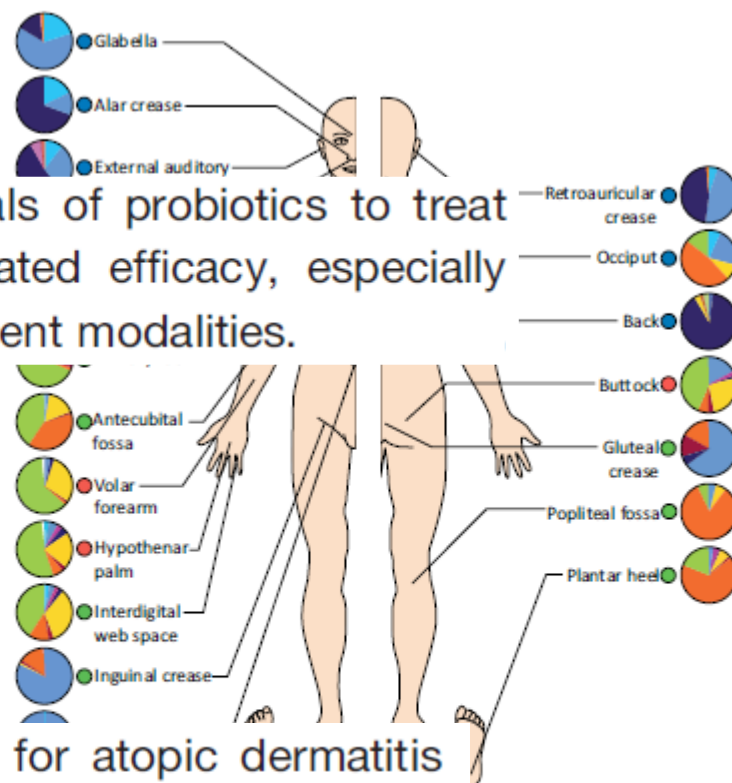 Glabella
Alar crease
External auditory
als of probiotics to treat
ated efficacy, especially
ent modalities.
Antecubital
fossa
Volar
forearm
Hypothenar
palm
Interdigital
web space
Inguinal crease
Retroauricular
crease
Occiput
Back
Buttock
Gluteal
crease
Popliteal fossa
Plantar heel
for atopic dermatitis